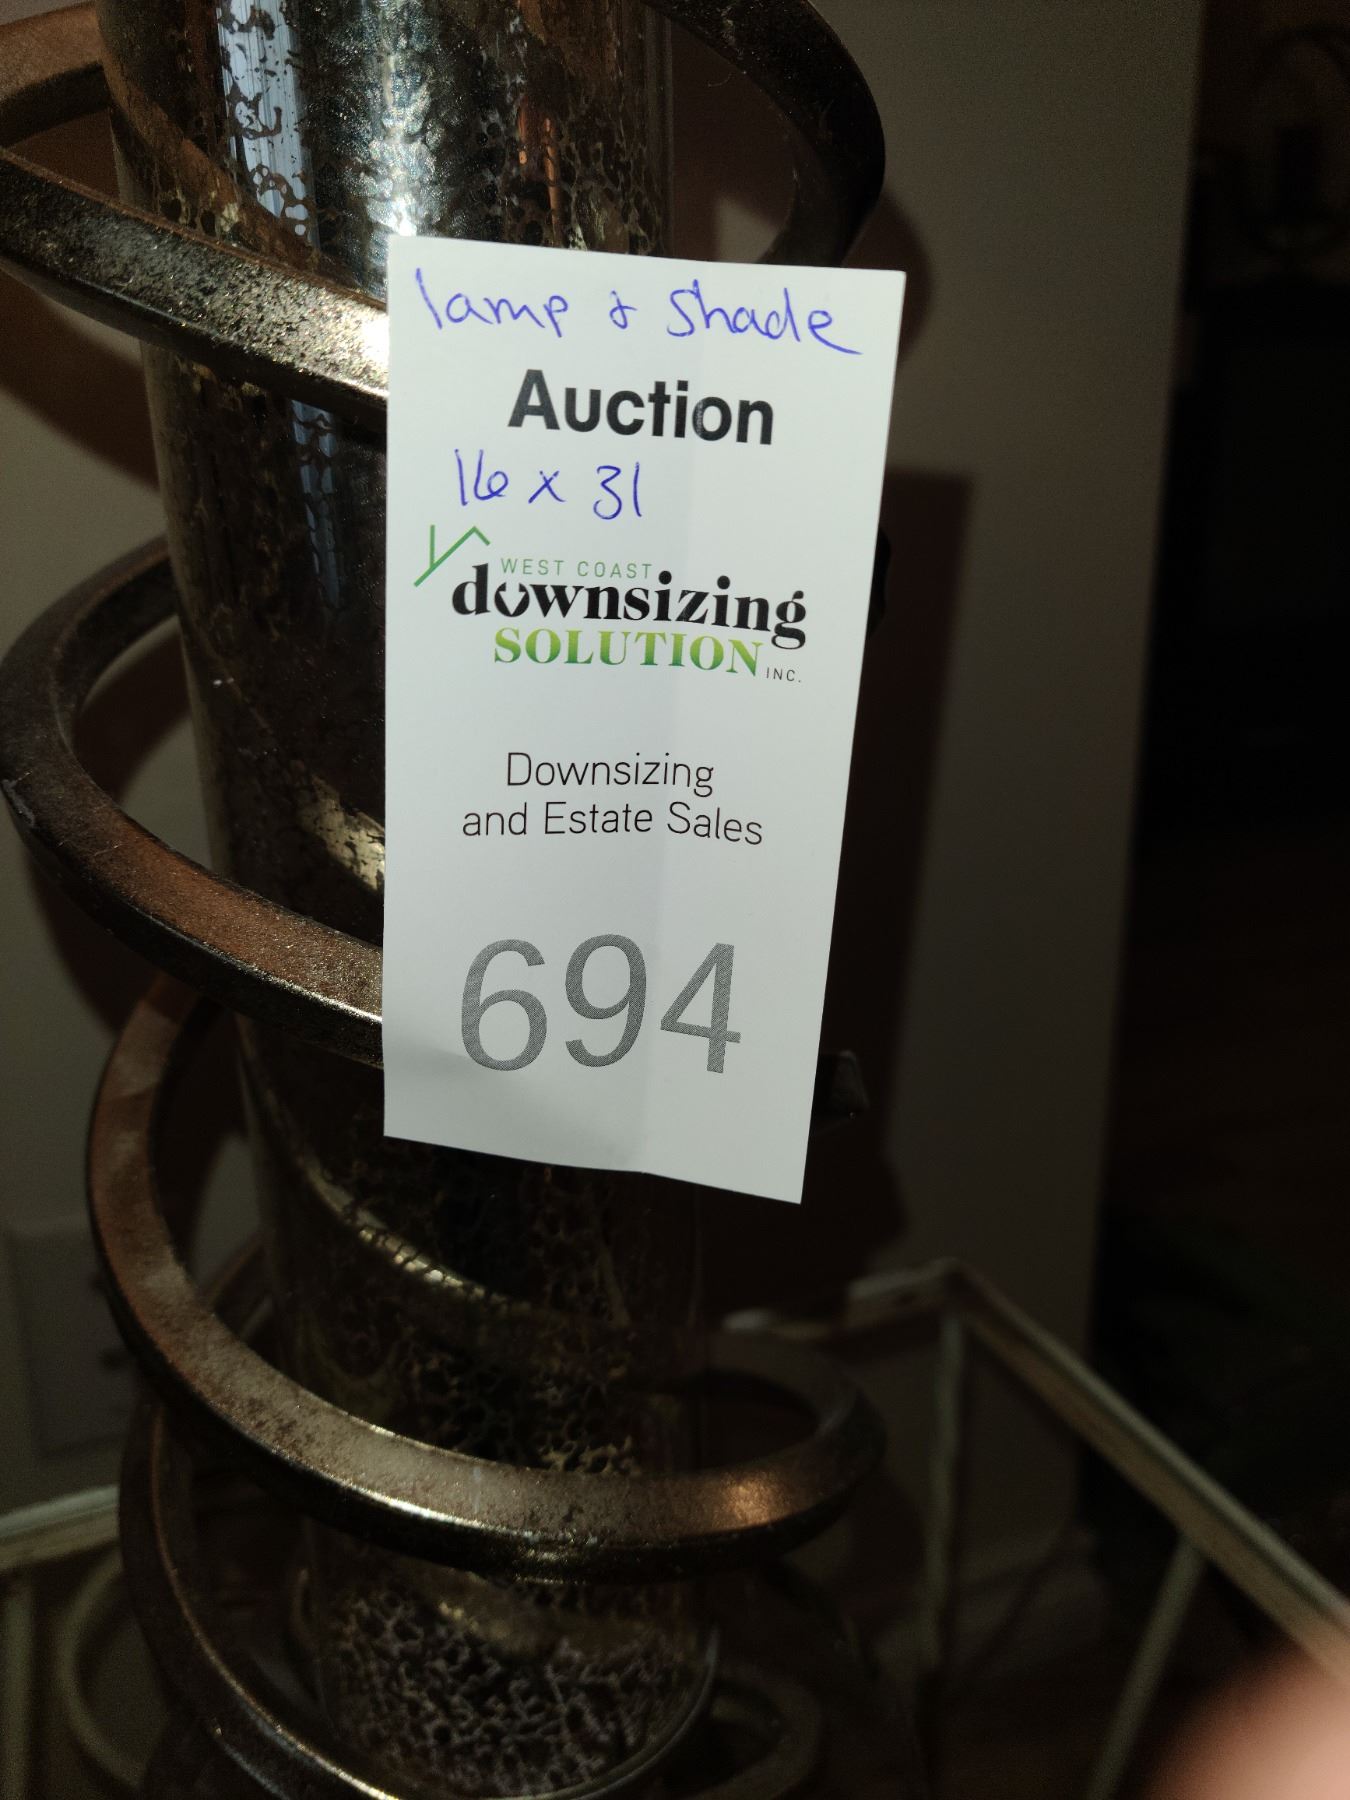 lamp & Shade
Auction
16 x 31
WEST COAST
downsizing
SOLUTION INC.
Downsizing
and Estate Sales
694